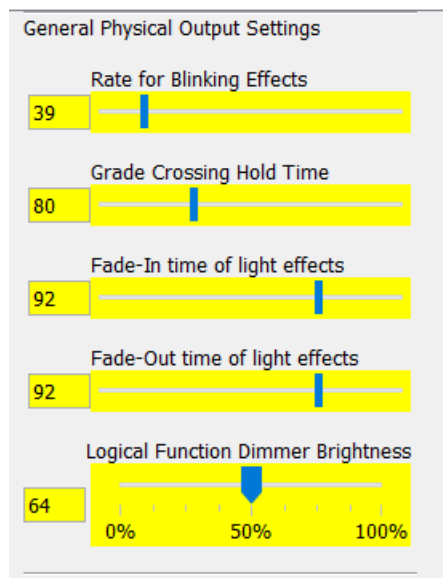 General Physical Output Settings
Rate for Blinking Effects
39
Grade Crossing Hold Time
80
Fade-In time of light effects
92
Fade-Out time of light effects
92
Logical Function Dimmer Brightness
64
0% 50% 100%